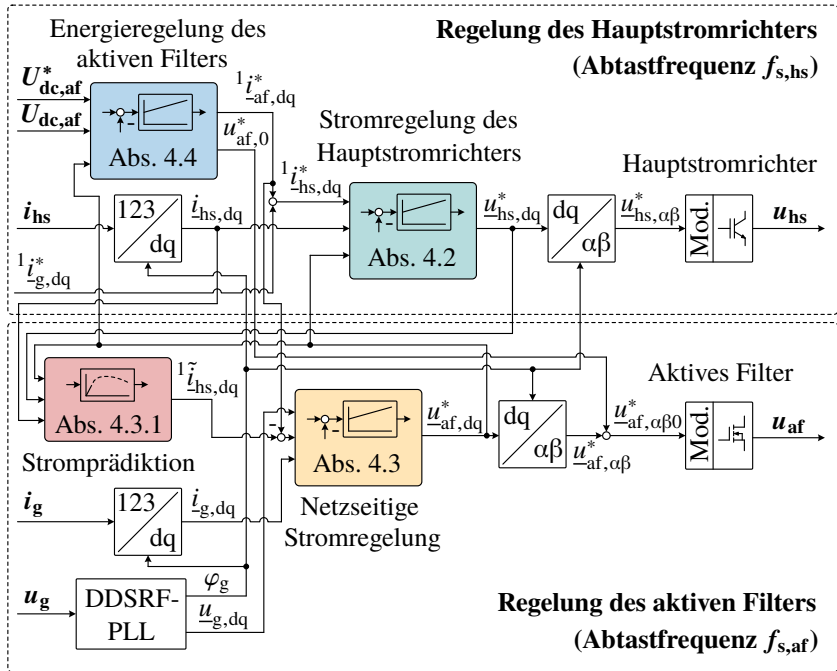 Energieregelung des
aktiven Filters
Regelung des Hauptstromrichters
(Abtastfrequenz f_s,hs)
U*_dc,af
U_dc,af
Abs. 4.4
¹i*_af,dq
u*_af,0
Stromregelung des
Hauptstromrichters
¹i*_hs,dq
Abs. 4.2
Hauptstromrichter
i_hs
123
dq
i_hs,dq
u*_hs,dq
dq
αβ
u*_hs,αβ
Mod.
u_hs
¹i*_g,dq
Abs. 4.3.1
Stromprädiktion
¹ĩ_hs,dq
Abs. 4.3
Netzseitige
Stromregelung
u*_af,dq
dq
αβ
u*_af,αβ
u*_af,αβ0
Aktives Filter
Mod.
u_af
i_g
123
dq
i_g,dq
u_g
DDSRF-
PLL
φ_g
u_g,dq
Regelung des aktiven Filters
(Abtastfrequenz f_s,af)